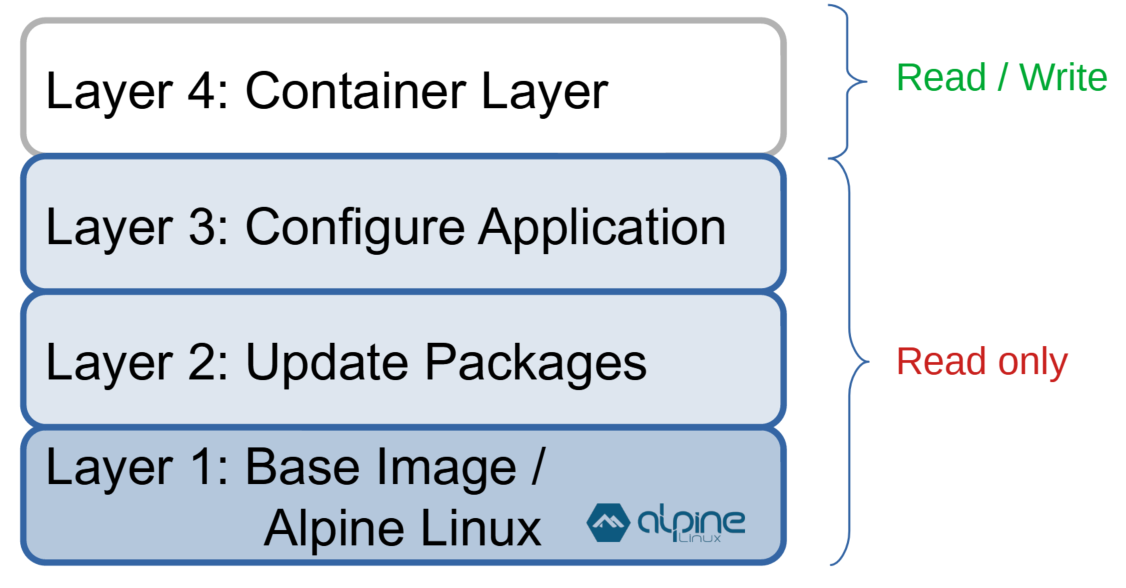 Layer 4: Container Layer
Read / Write
Layer 3: Configure Application
Layer 2: Update Packages
Read only
Layer 1: Base Image /
Alpine Linux
alpine
LINUX